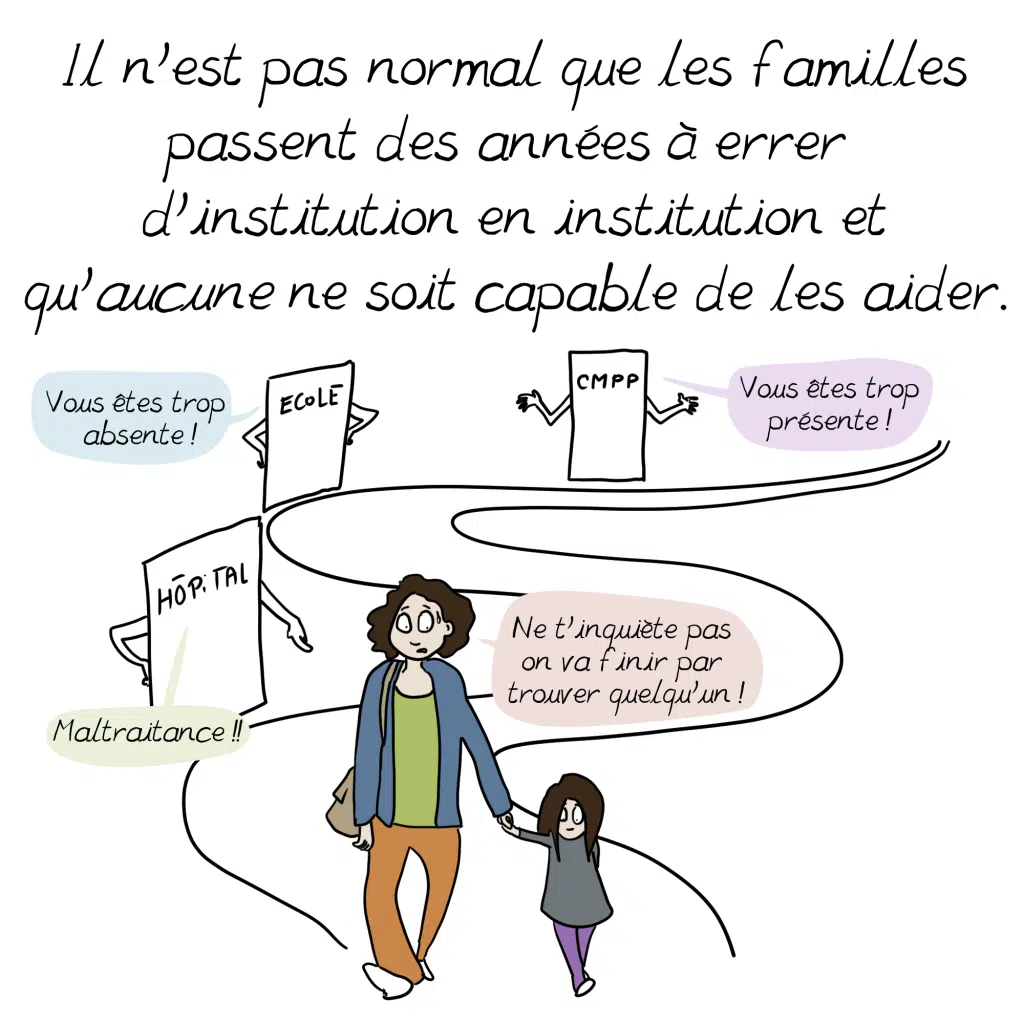 Il n'est pas normal que les familles
passent des années à errer
d'institution en institution et
qu'aucune ne soit capable de les aider.
Vous êtes trop
absente !
ECOLE
CMPP
Vous êtes trop
présente !
HÔPITAL
Ne t'inquiète pas
on va finir par
trouver quelqu'un !
Maltraitance !!